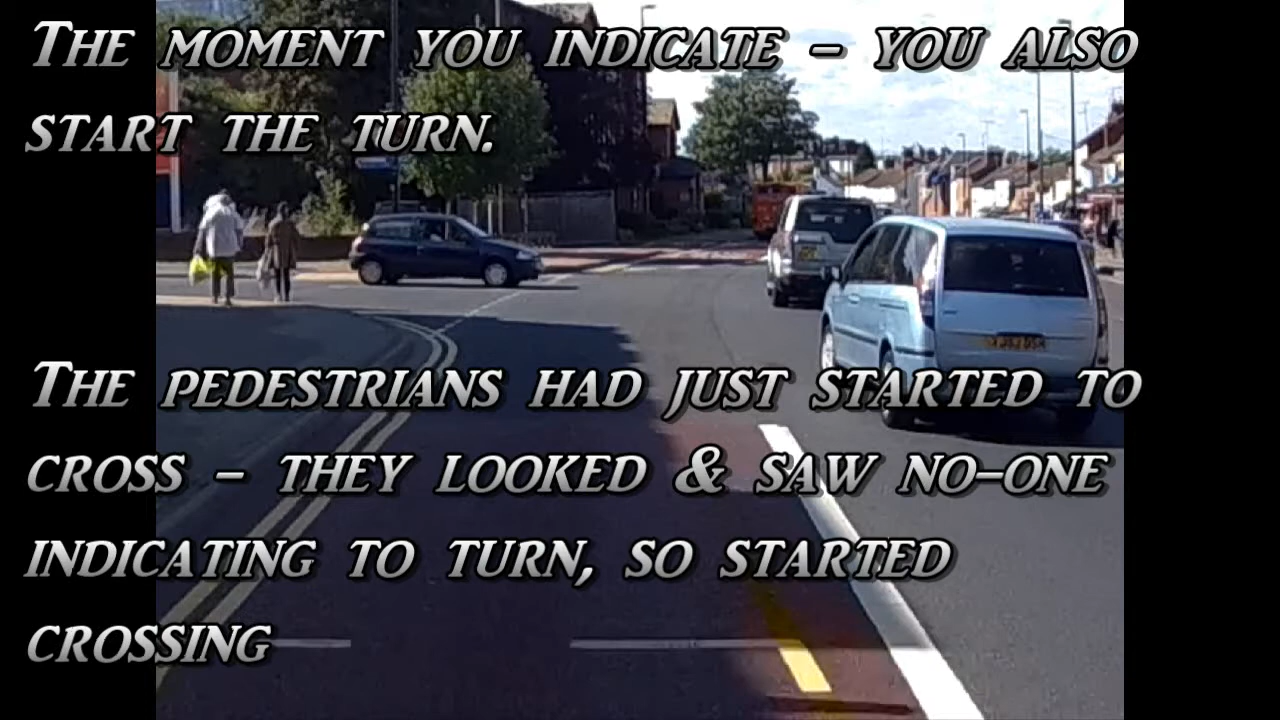 The moment you indicate - you also
start the turn.
The pedestrians had just started to
cross - they looked & saw no-one
indicating to turn, so started
crossing